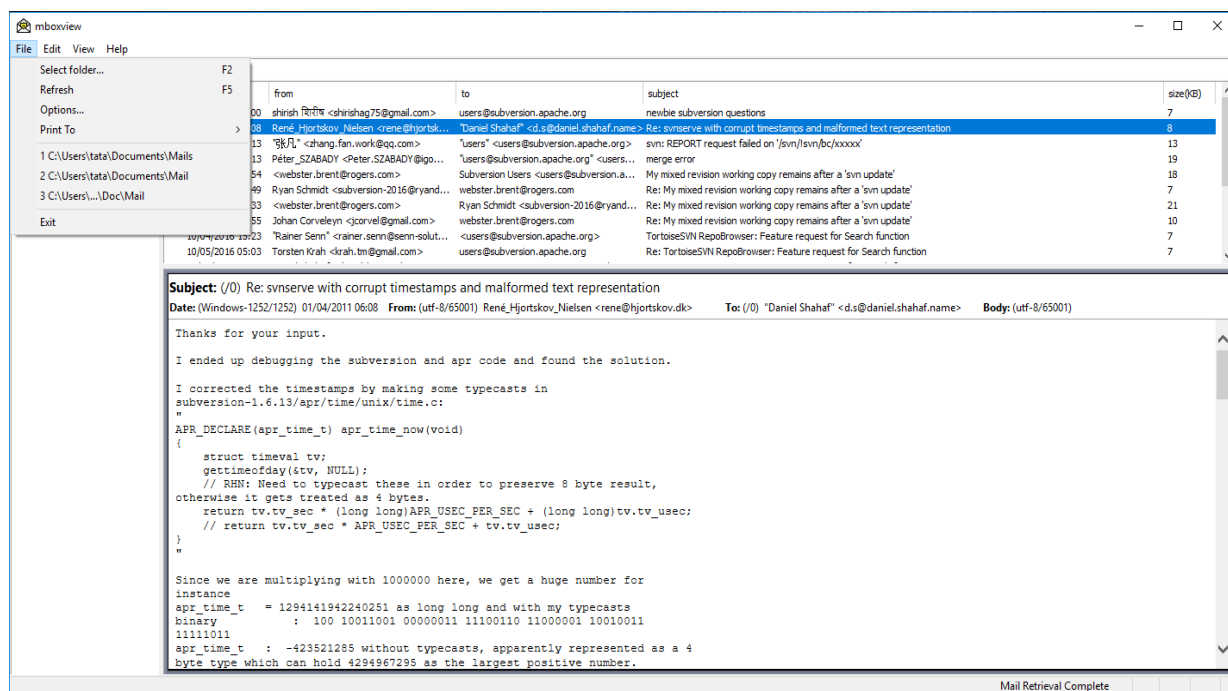 mboxview
File Edit View Help
Select folder... F2
Refresh F5
Options...
Print To >
1 C:\Users\tata\Documents\Mails
2 C:\Users\tata\Documents\Mail
3 C:\Users\...\Doc\Mail
Exit
from to subject size(KB)
00 shirish शिरीष <shirishag75@gmail.com> users@subversion.apache.org newbie subversion questions 7
08 René_Hjortskov_Nielsen <rene@hjortsk... "Daniel Shahaf" <d.s@daniel.shahaf.name> Re: svnserve with corrupt timestamps and malformed text representation 8
13 "张凡" <zhang.fan.work@qq.com> "users" <users@subversion.apache.org> svn: REPORT request failed on '/svn/!svn/bc/xxxxx' 13
13 Péter_SZABADY <Peter.SZABADY@igo... "users@subversion.apache.org" <users... merge error 19
54 <webster.brent@rogers.com> Subversion Users <users@subversion.a... My mixed revision working copy remains after a 'svn update' 18
49 Ryan Schmidt <subversion-2016@ryand... webster.brent@rogers.com Re: My mixed revision working copy remains after a 'svn update' 7
33 <webster.brent@rogers.com> Ryan Schmidt <subversion-2016@ryand... Re: My mixed revision working copy remains after a 'svn update' 21
55 Johan Corveleyn <jcorvel@gmail.com> webster.brent@rogers.com Re: My mixed revision working copy remains after a 'svn update' 10
10/04/2016 15:23 "Rainer Senn" <rainer.senn@senn-solut... <users@subversion.apache.org> TortoiseSVN RepoBrowser: Feature request for Search function 7
10/05/2016 05:03 Torsten Krah <krah.tm@gmail.com> users@subversion.apache.org Re: TortoiseSVN RepoBrowser: Feature request for Search function 7
Subject: (/0) Re: svnserve with corrupt timestamps and malformed text representation
Date: (Windows-1252/1252) 01/04/2011 06:08 From: (utf-8/65001) René_Hjortskov_Nielsen <rene@hjortskov.dk> To: (/0) "Daniel Shahaf" <d.s@daniel.shahaf.name> Body: (utf-8/65001)
Thanks for your input.
I ended up debugging the subversion and apr code and found the solution.
I corrected the timestamps by making some typecasts in
subversion-1.6.13/apr/time/unix/time.c:
"
APR_DECLARE(apr_time_t) apr_time_now(void)
{
struct timeval tv;
gettimeofday(&tv, NULL);
// RHN: Need to typecast these in order to preserve 8 byte result,
otherwise it gets treated as 4 bytes.
return tv.tv_sec * (long long)APR_USEC_PER_SEC + (long long)tv.tv_usec;
// return tv.tv_sec * APR_USEC_PER_SEC + tv.tv_usec;
}
"
Since we are multiplying with 1000000 here, we get a huge number for
instance
apr_time_t = 1294141942240251 as long long and with my typecasts
binary : 100 10011001 00000011 11100110 11000001 10010011
11111011
apr_time_t : -423521285 without typecasts, apparently represented as a 4
byte type which can hold 4294967295 as the largest positive number.
Mail Retrieval Complete